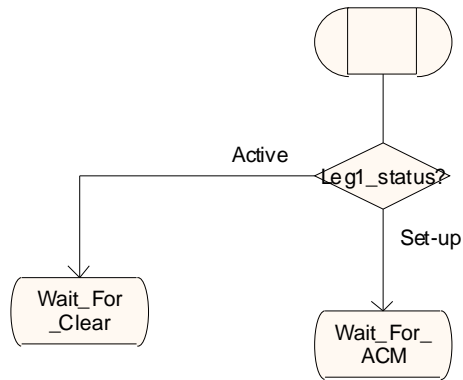 Active
Leg1_status?
Set-up
Wait_For
_Clear
Wait_For_
ACM